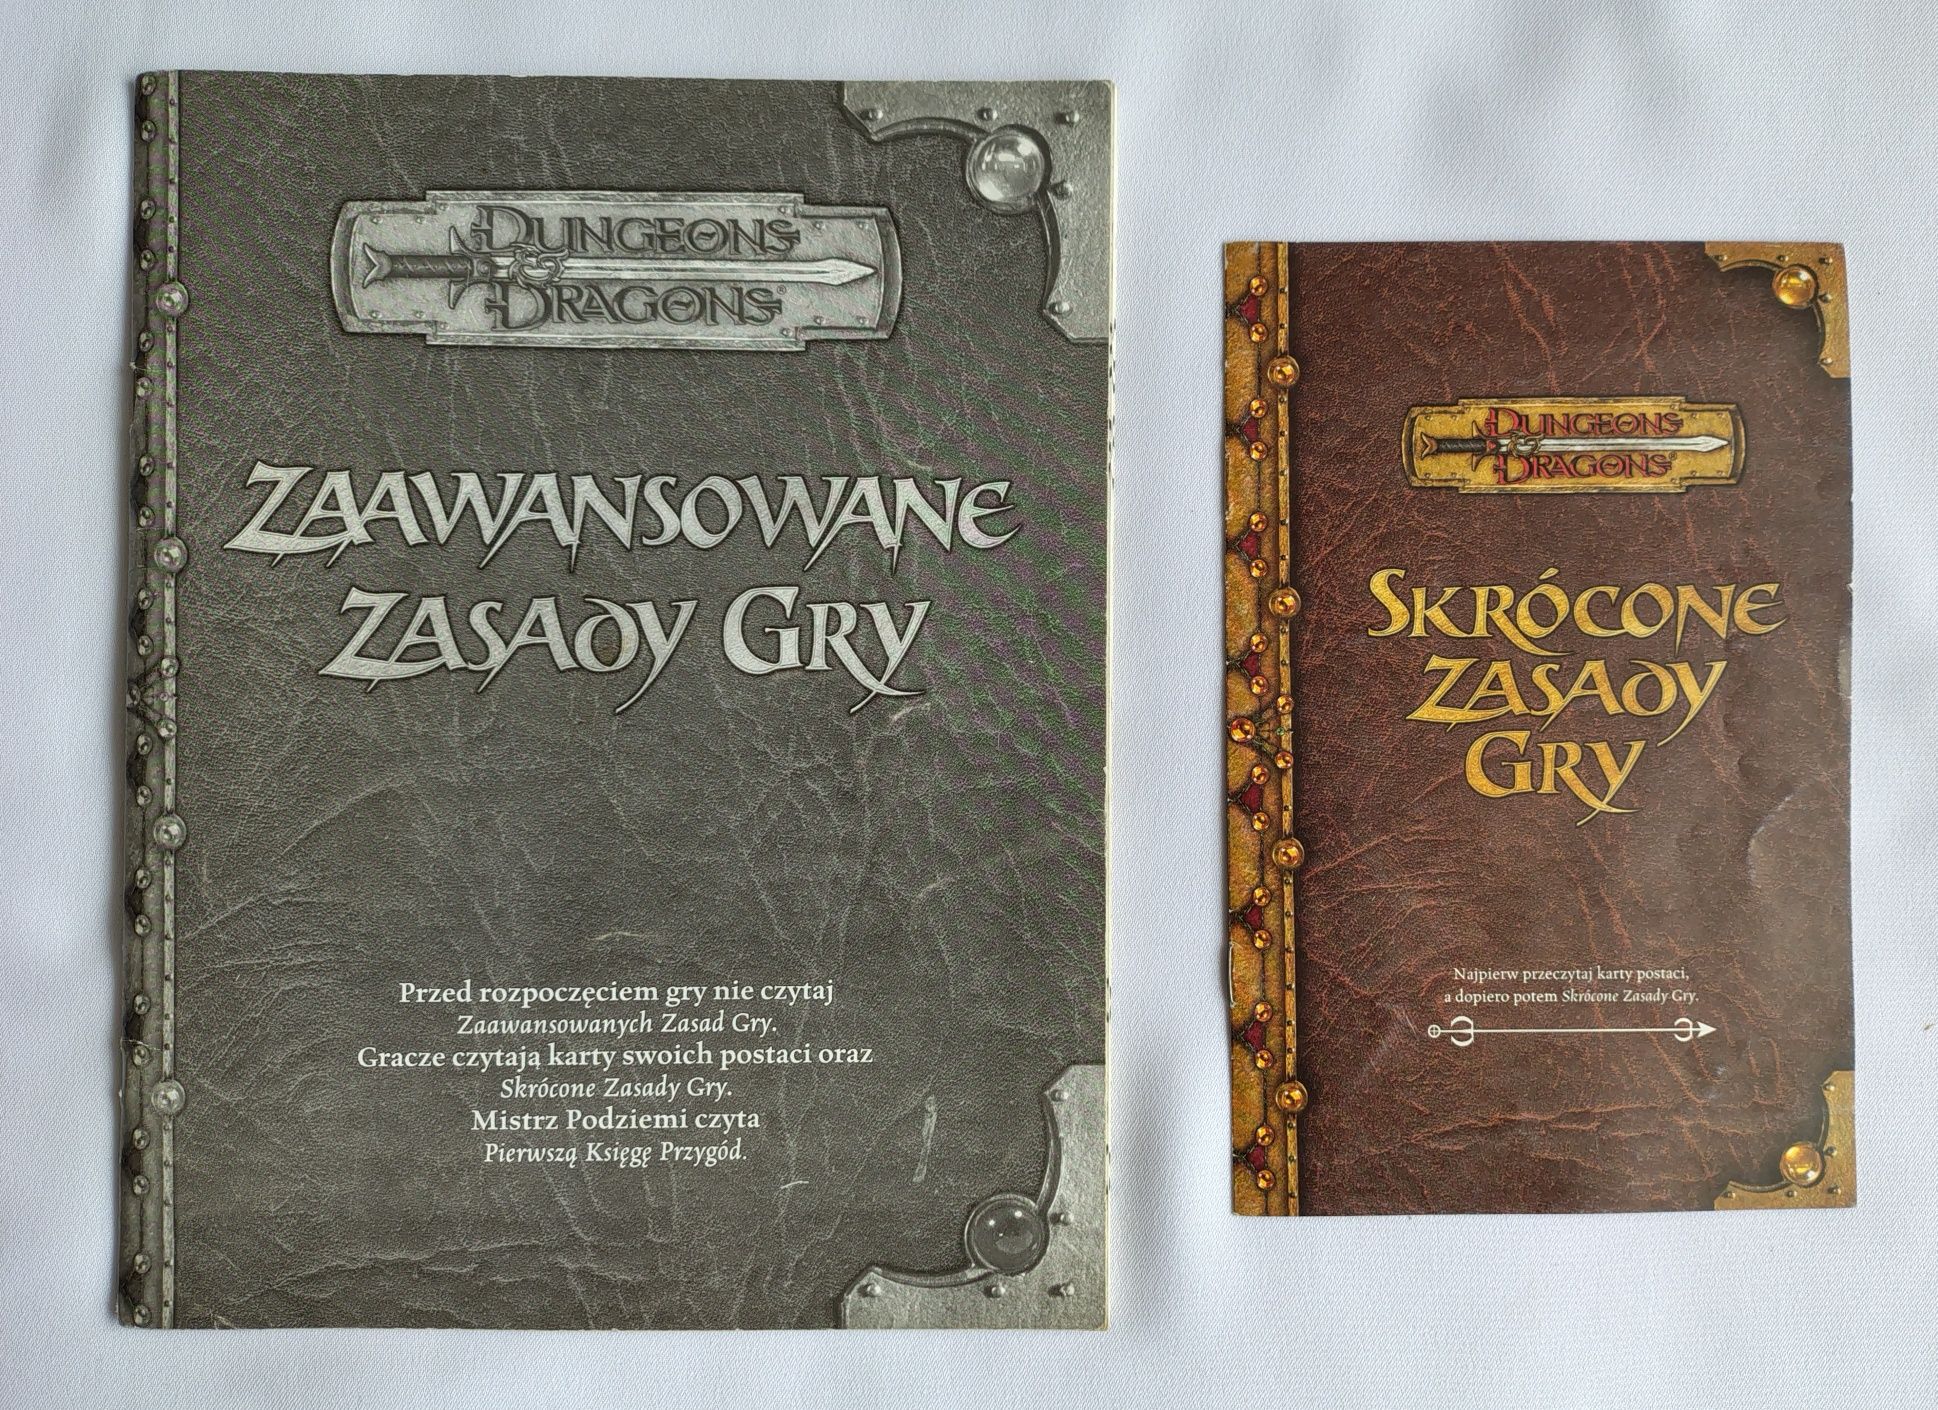 DUNGEONS
DRAGONS®
ZAAWANSOWANE
ZASADY GRY
Przed rozpoczęciem gry nie czytaj
Zaawansowanych Zasad Gry.
Gracze czytają karty swoich postaci oraz
Skrócone Zasady Gry.
Mistrz Podziemi czyta
Pierwszą Księgę Przygód.
DUNGEONS
&
DRAGONS®
SKRÓCONE
ZASADY
GRY
Najpierw przeczytaj karty postaci,
a dopiero potem Skrócone Zasady Gry.